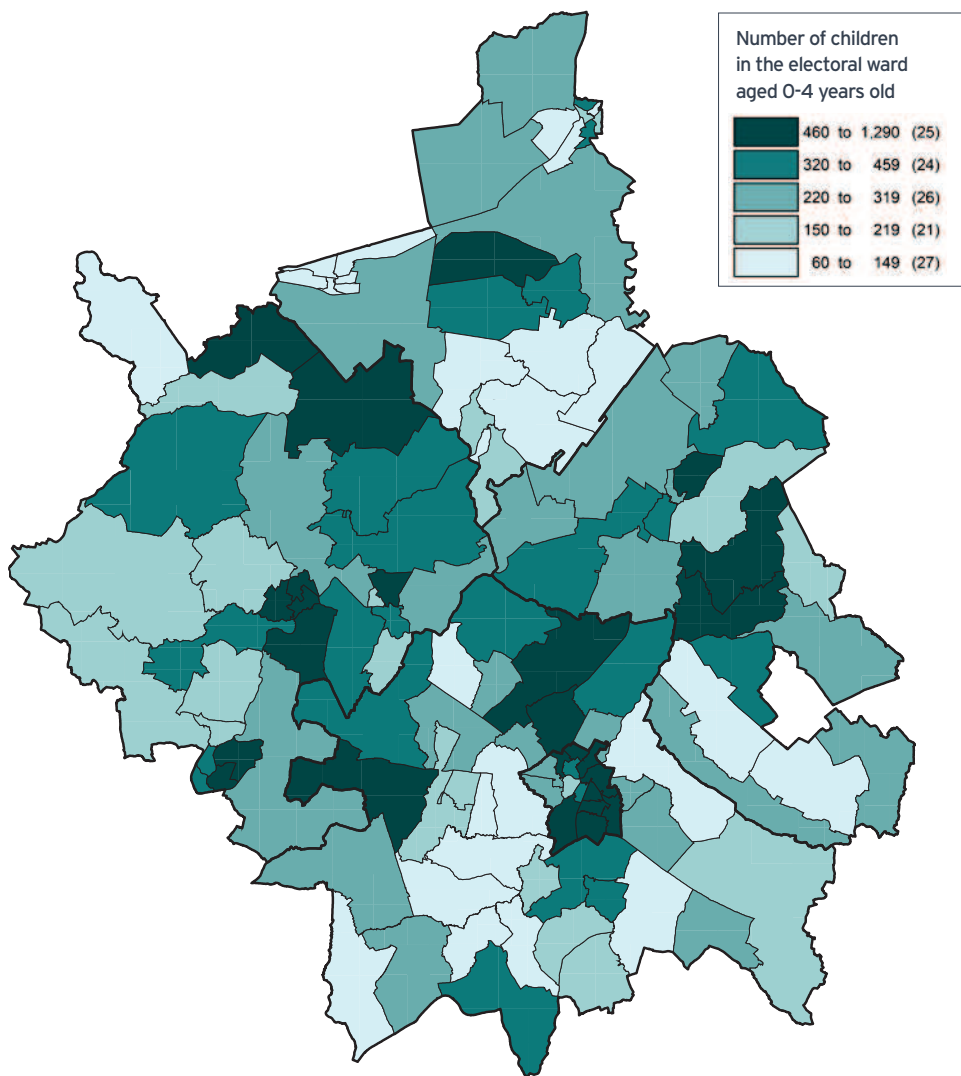 Number of children
in the electoral ward
aged 0-4 years old
460 to 1,290 (25)
320 to 459 (24)
220 to 319 (26)
150 to 219 (21)
60 to 149 (27)